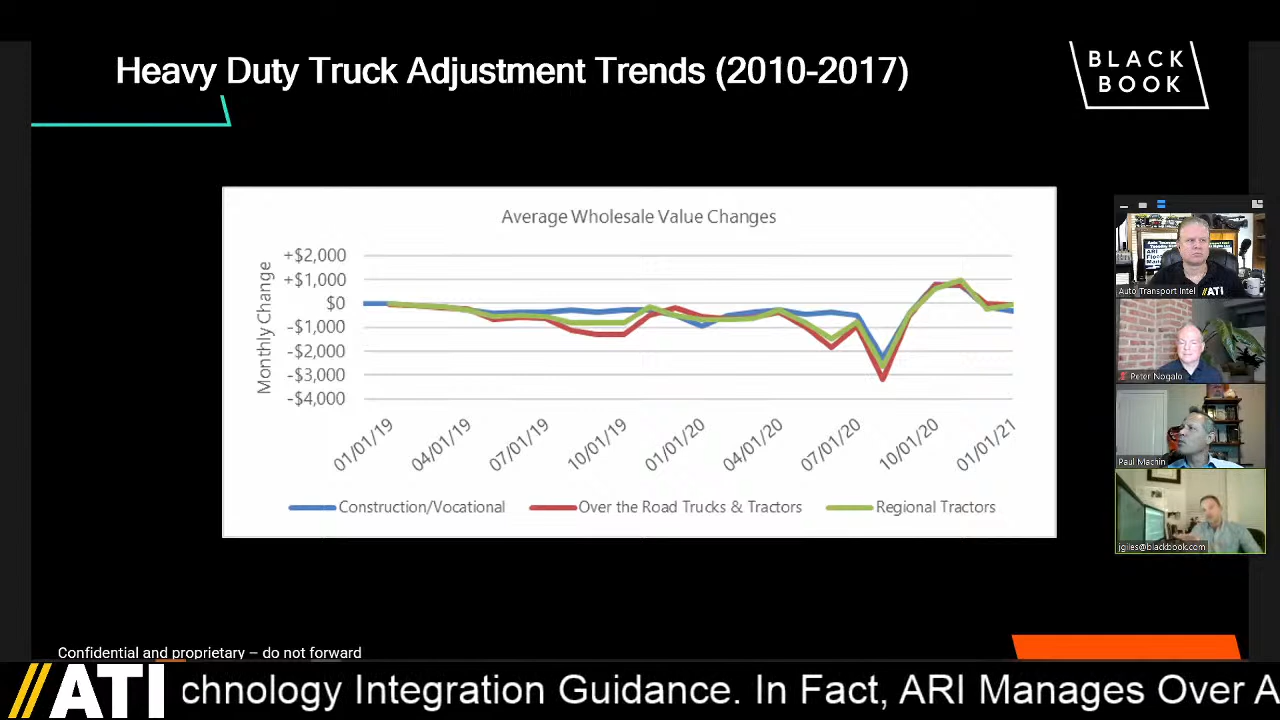 Heavy Duty Truck Adjustment Trends (2010-2017)
BLACK
BOOK
Average Wholesale Value Changes
Monthly Change
+$2,000
+$1,000
$0
-$1,000
-$2,000
-$3,000
-$4,000
01/01/19
04/01/19
07/01/19
10/01/19
01/01/20
04/01/20
07/01/20
10/01/20
01/01/21
Construction/Vocational
Over the Road Trucks & Tractors
Regional Tractors
Auto Transport Intel
//ATI
Peter Nogalo
Paul Machin
jgiles@blackbook.com
Confidential and proprietary – do not forward
//ATI
chnology Integration Guidance. In Fact, ARI Manages Over A